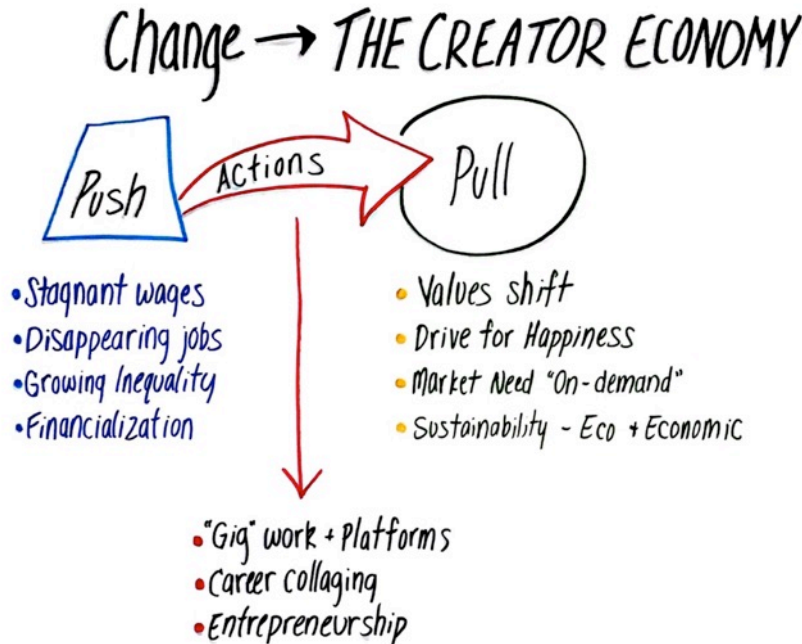 Change → THE CREATOR ECONOMY
Push
Actions
Pull
• Stagnant wages
• Disappearing jobs
• Growing Inequality
• Financialization
• Values shift
• Drive for Happiness
• Market Need "On-demand"
• Sustainability - Eco + Economic
• "Gig" work + Platforms
• Career collaging
• Entrepreneurship